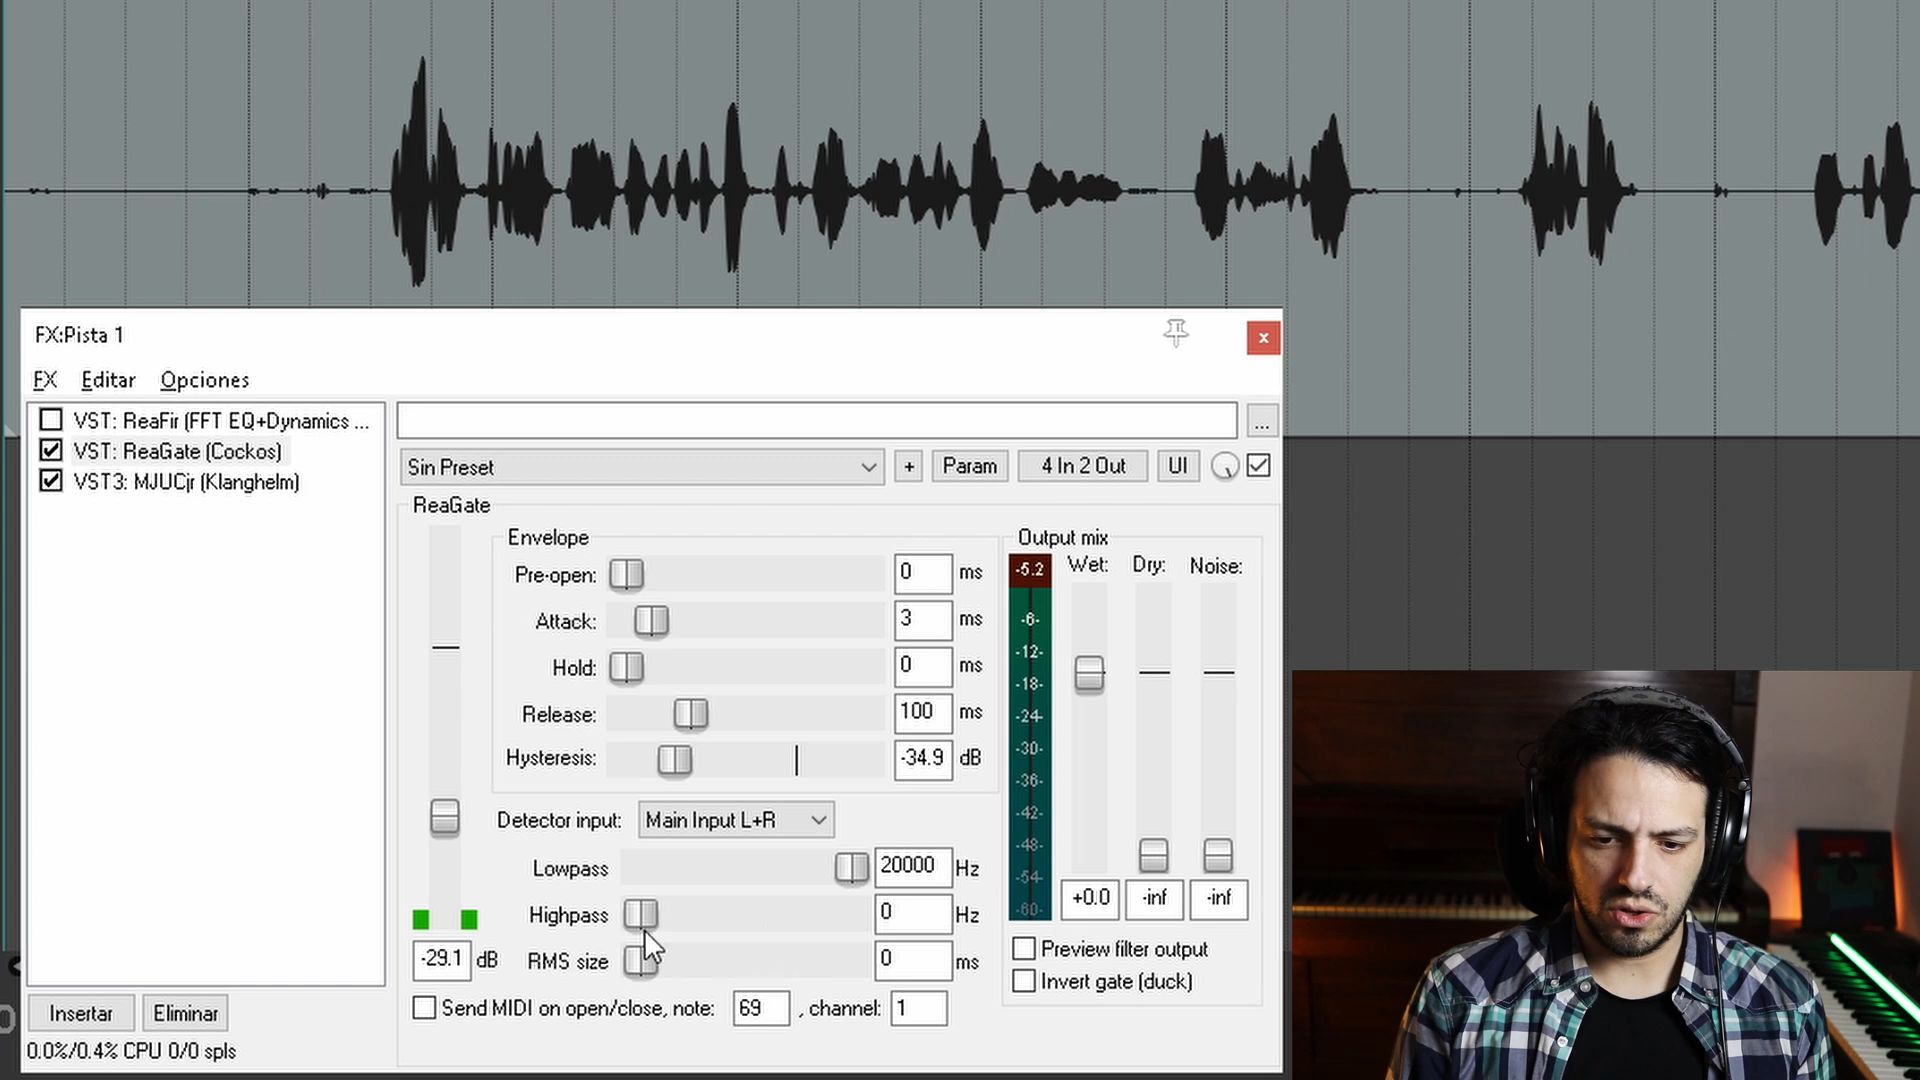 FX:Pista 1
x
FX Editar Opciones
VST: ReaFir (FFT EQ+Dynamics ...
VST: ReaGate (Cockos)
VST3: MJUCjr (Klanghelm)
...
Sin Preset
+
Param
4 In 2 Out
UI
ReaGate
Envelope
Pre-open: 0 ms
Attack: 3 ms
Hold: 0 ms
Release: 100 ms
Hysteresis: -34.9 dB
Detector input: Main Input L+R
Lowpass 20000 Hz
Highpass 0 Hz
-29.1 dB
RMS size 0 ms
Send MIDI on open/close, note: 69 , channel: 1
Output mix
Wet: Dry: Noise:
-5.2
-6-
-12-
-18-
-24-
-30-
-36-
-42-
-48-
-54-
-60-
+0.0 -inf -inf
Preview filter output
Invert gate (duck)
Insertar Eliminar
0.0%/0.4% CPU 0/0 spls